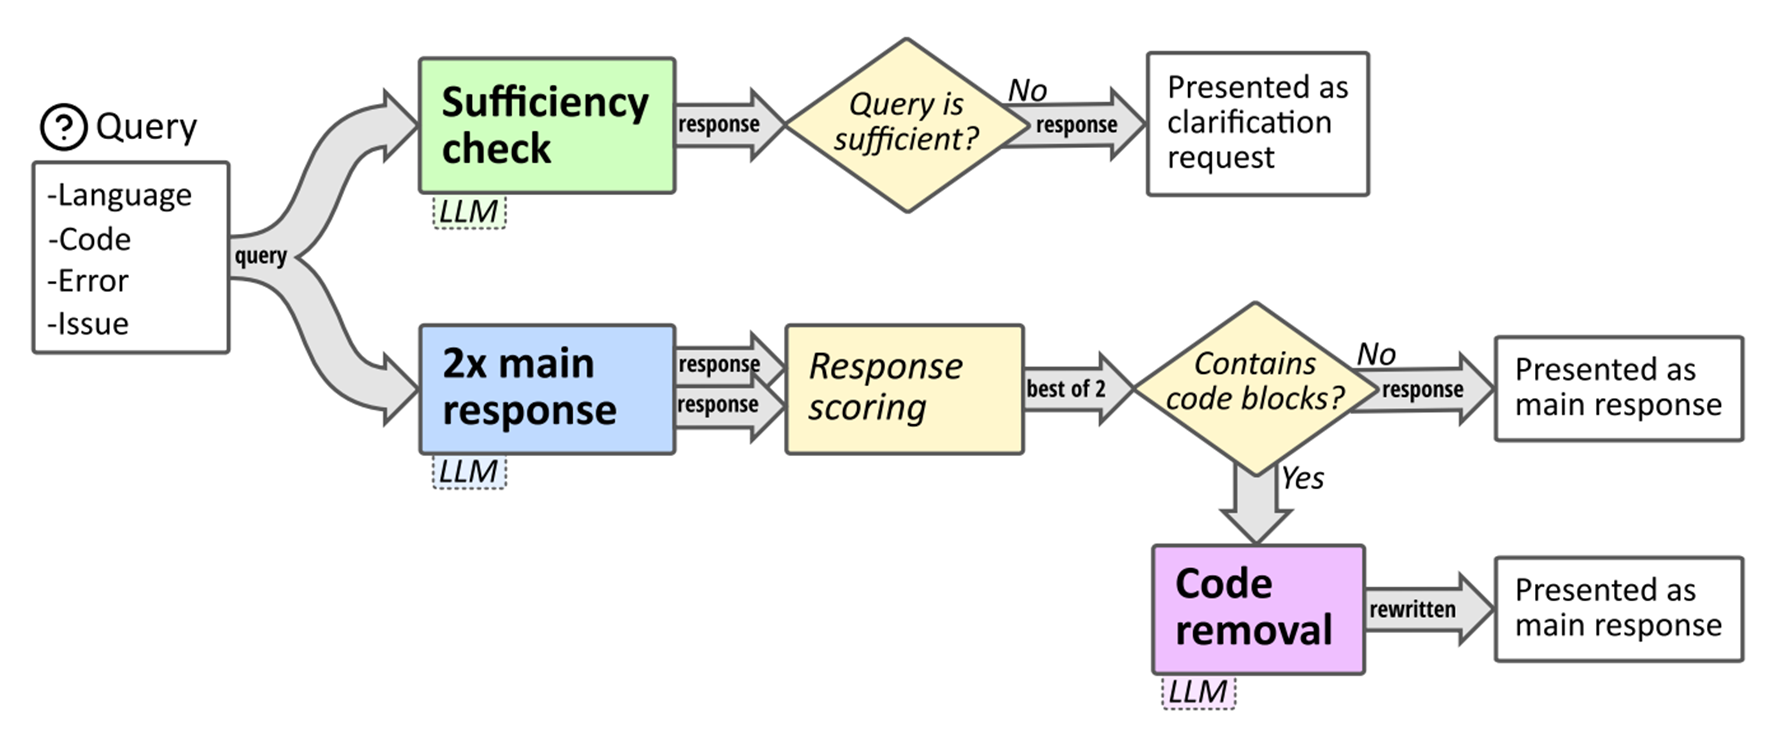 ? Query
-Language
-Code
-Error
-Issue
query
Sufficiency
check
LLM
response
Query is
sufficient?
No
response
Presented as
clarification
request
2x main
response
LLM
response
response
Response
scoring
best of 2
Contains
code blocks?
No
response
Presented as
main response
Yes
Code
removal
LLM
rewritten
Presented as
main response